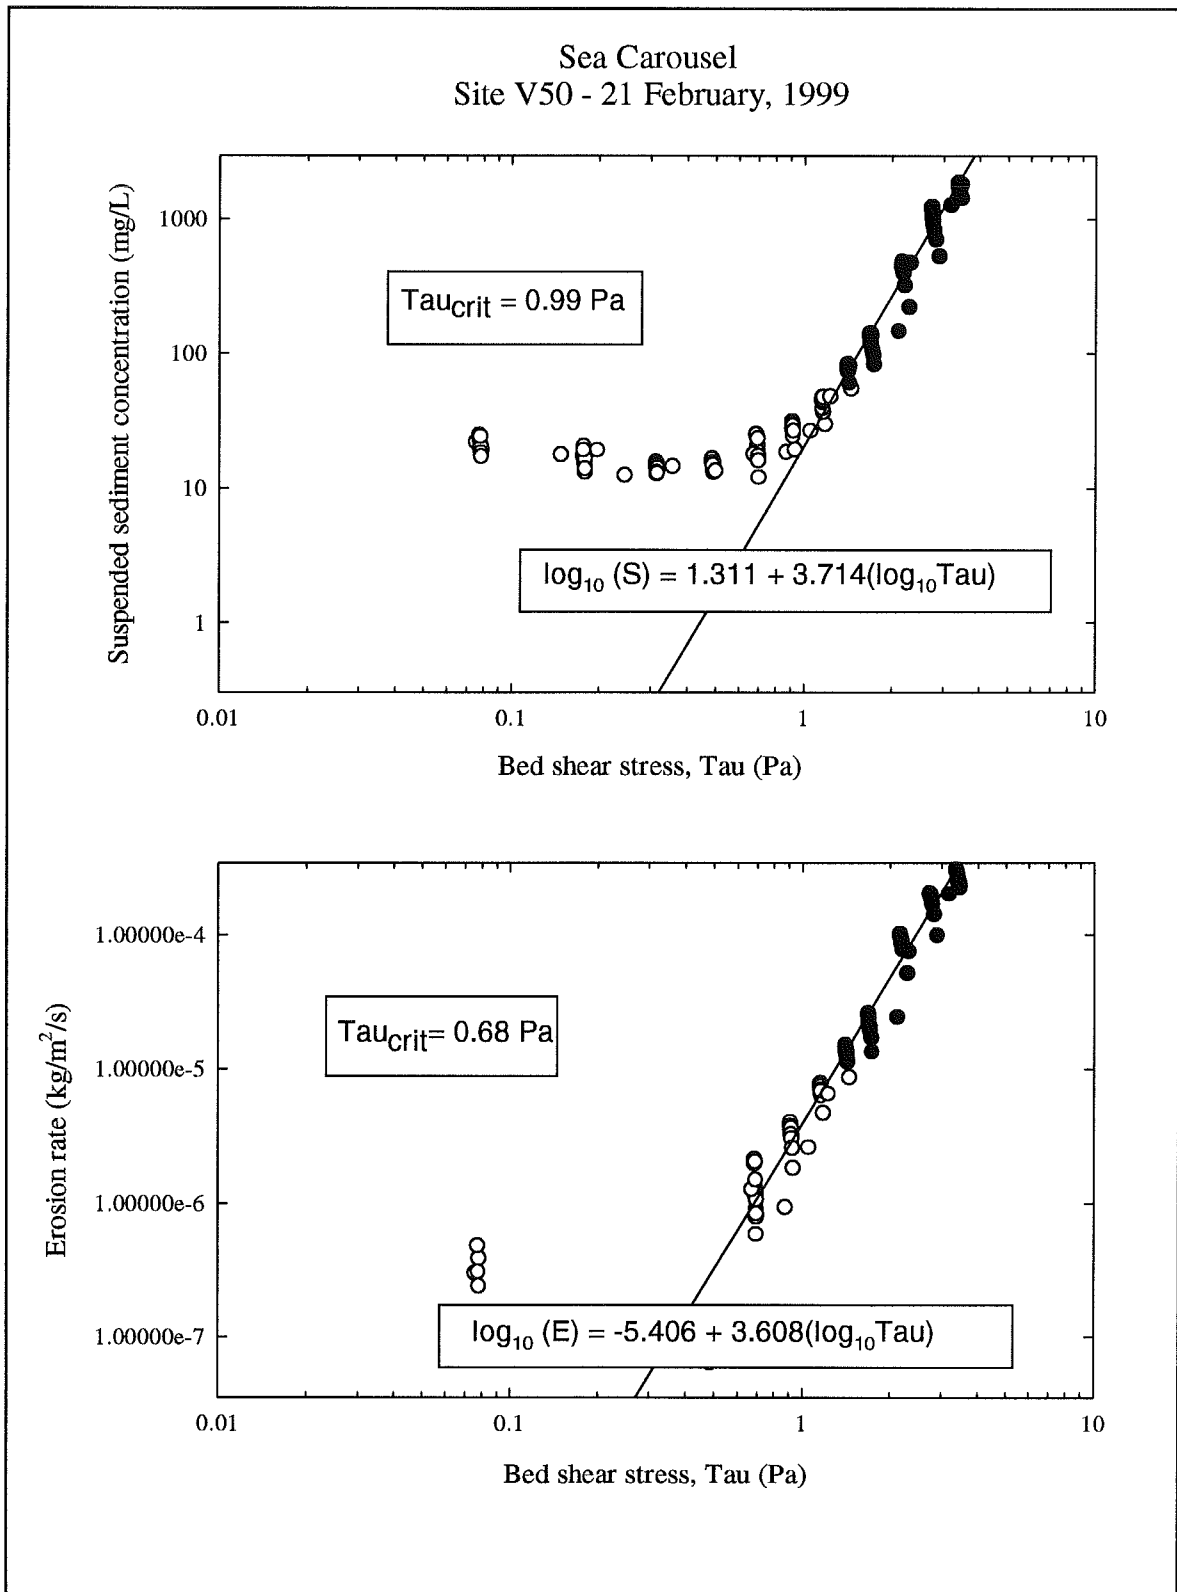 Sea Carousel
Site V50 - 21 February, 1999
Suspended sediment concentration (mg/L)
1000
100
10
1
Tau_crit = 0.99 Pa
log₁₀ (S) = 1.311 + 3.714(log₁₀Tau)
0.01 0.1 1 10
Bed shear stress, Tau (Pa)
Erosion rate (kg/m²/s)
1.00000e-4
1.00000e-5
1.00000e-6
1.00000e-7
Tau_crit= 0.68 Pa
log₁₀ (E) = -5.406 + 3.608(log₁₀Tau)
0.01 0.1 1 10
Bed shear stress, Tau (Pa)